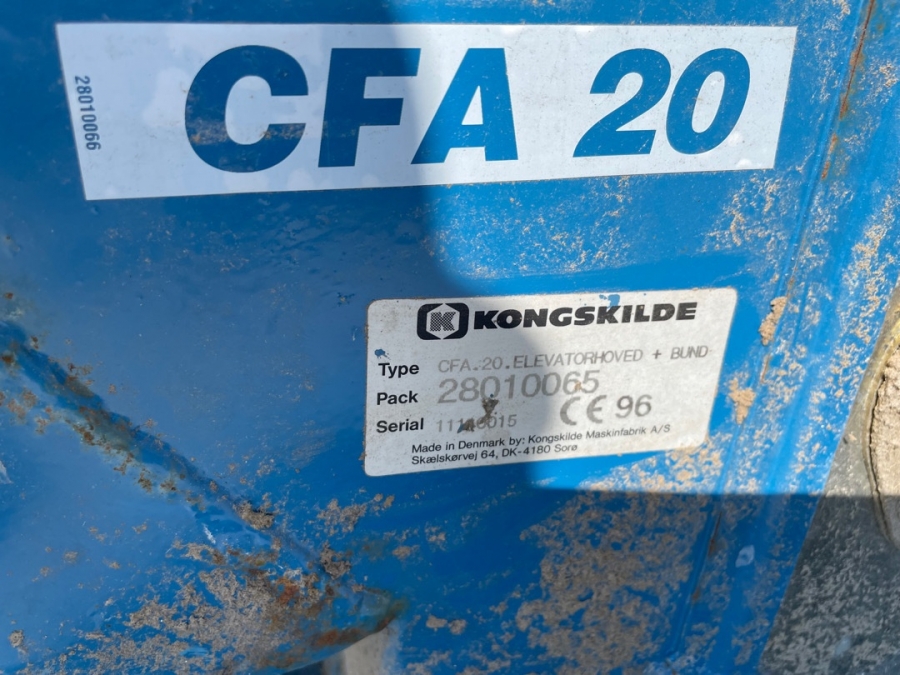 28010066
CFA 20
KONGSKILDE
Type CFA.20.ELEVATORHOVED + BUND
Pack 28010065
Serial
CE 96
Made in Denmark by: Kongskilde Maskinfabrik A/S
Skælskørvej 64, DK-4180 Sorø